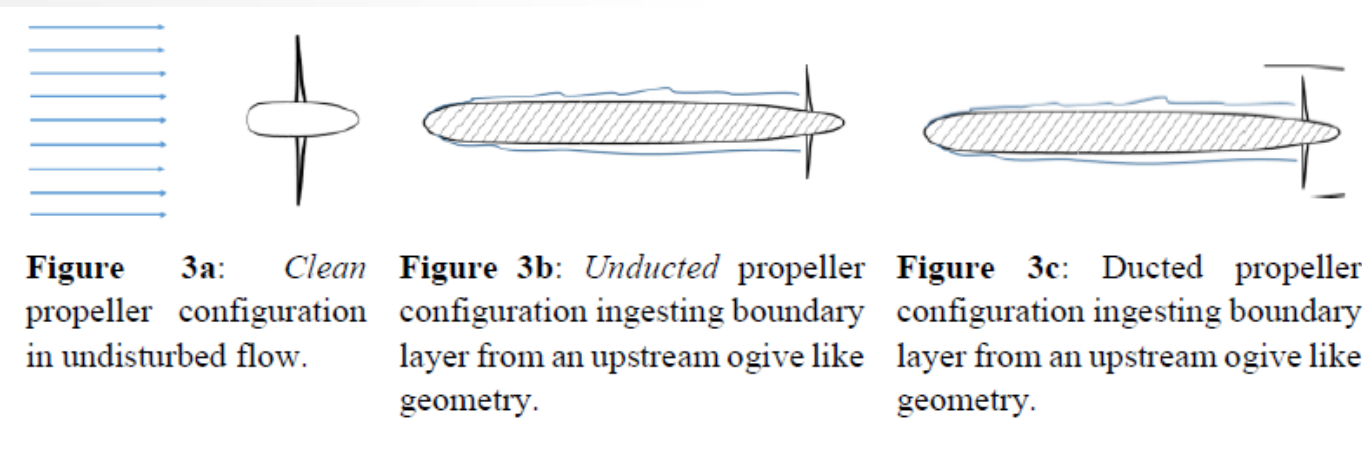 Figure 3a: Clean
propeller configuration
in undisturbed flow.
Figure 3b: Unducted propeller
configuration ingesting boundary
layer from an upstream ogive like
geometry.
Figure 3c: Ducted propeller
configuration ingesting boundary
layer from an upstream ogive like
geometry.